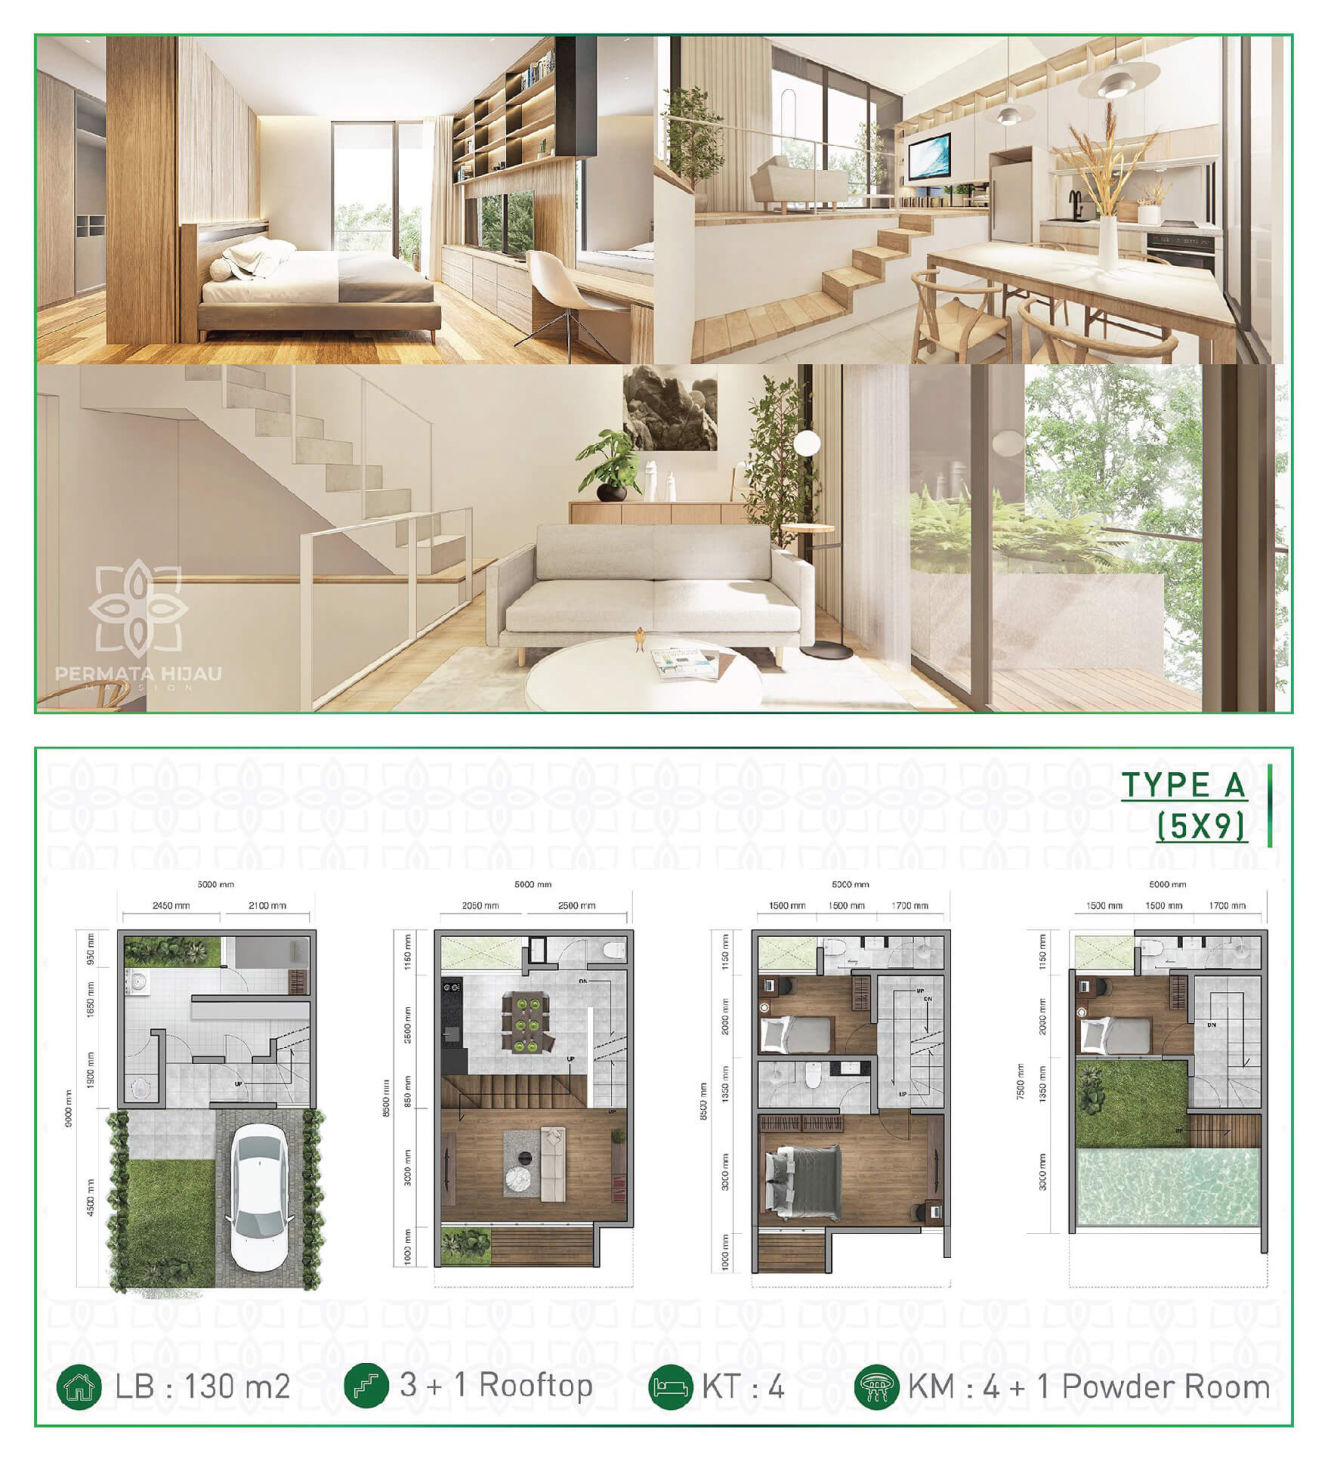 PERMATA HIJAU
MANSION
TYPE A
(5X9)
5000 mm
2450 mm
2100 mm
950 mm
1650 mm
1900 mm
4500 mm
9000 mm
UP
5000 mm
2050 mm
2500 mm
1150 mm
2500 mm
850 mm
3000 mm
1000 mm
8500 mm
DN
UP
UP
5000 mm
1500 mm
1500 mm
1700 mm
1150 mm
2000 mm
1350 mm
3000 mm
1000 mm
8500 mm
UP
DN
UP
5000 mm
1500 mm
1500 mm
1700 mm
1150 mm
2000 mm
1350 mm
3000 mm
7500 mm
DN
UP
LB : 130 m2
3 + 1 Rooftop
KT : 4
KM : 4 + 1 Powder Room